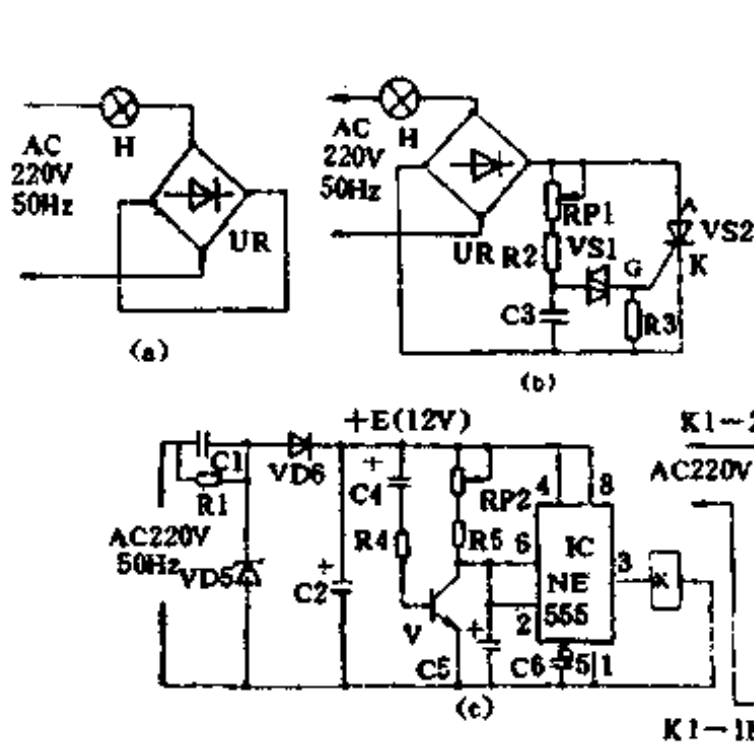 AC
220V
50Hz
H
UR
(a)
AC
220V
50Hz
H
UR
RP1
R2
VS1
C3
G
R3
A
VS2
K
(b)
+E(12V)
C1
R1
VD6
AC220V
50Hz
VD5
+
C2
+
C4
R4
V
RP2
R5
+
C5
4
8
6
IC
NE
555
2
3
K
C6
5
1
(c)
AC220V